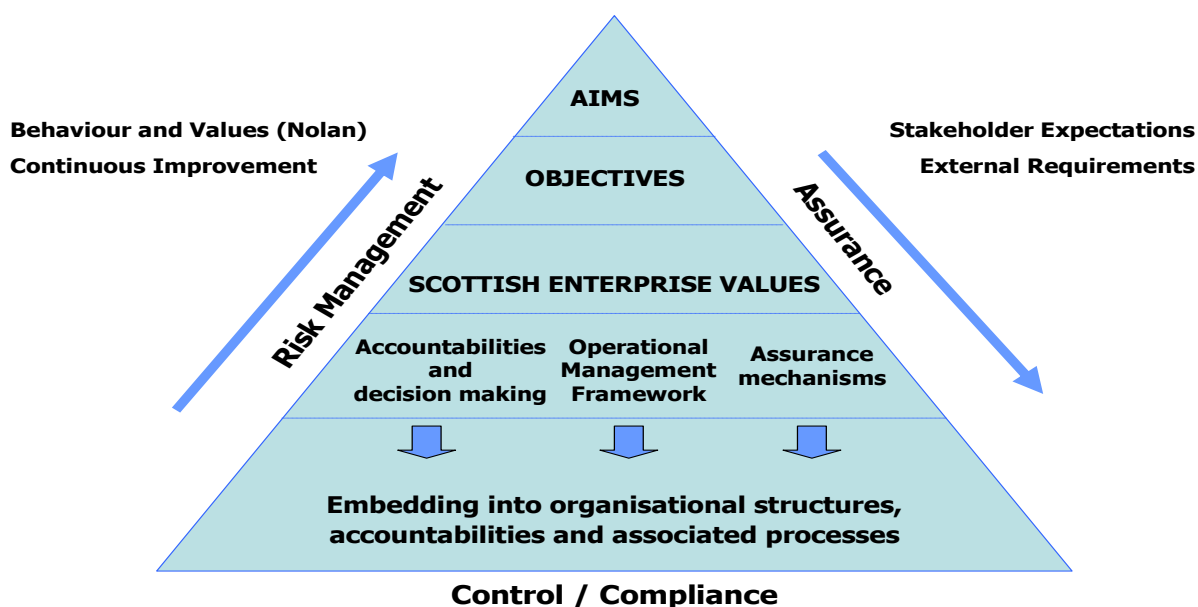 AIMS
Behaviour and Values (Nolan)
Continuous Improvement
Stakeholder Expectations
External Requirements
OBJECTIVES
Risk Management
Assurance
SCOTTISH ENTERPRISE VALUES
Accountabilities
and
decision making
Operational
Management
Framework
Assurance
mechanisms
Embedding into organisational structures,
accountabilities and associated processes
Control / Compliance